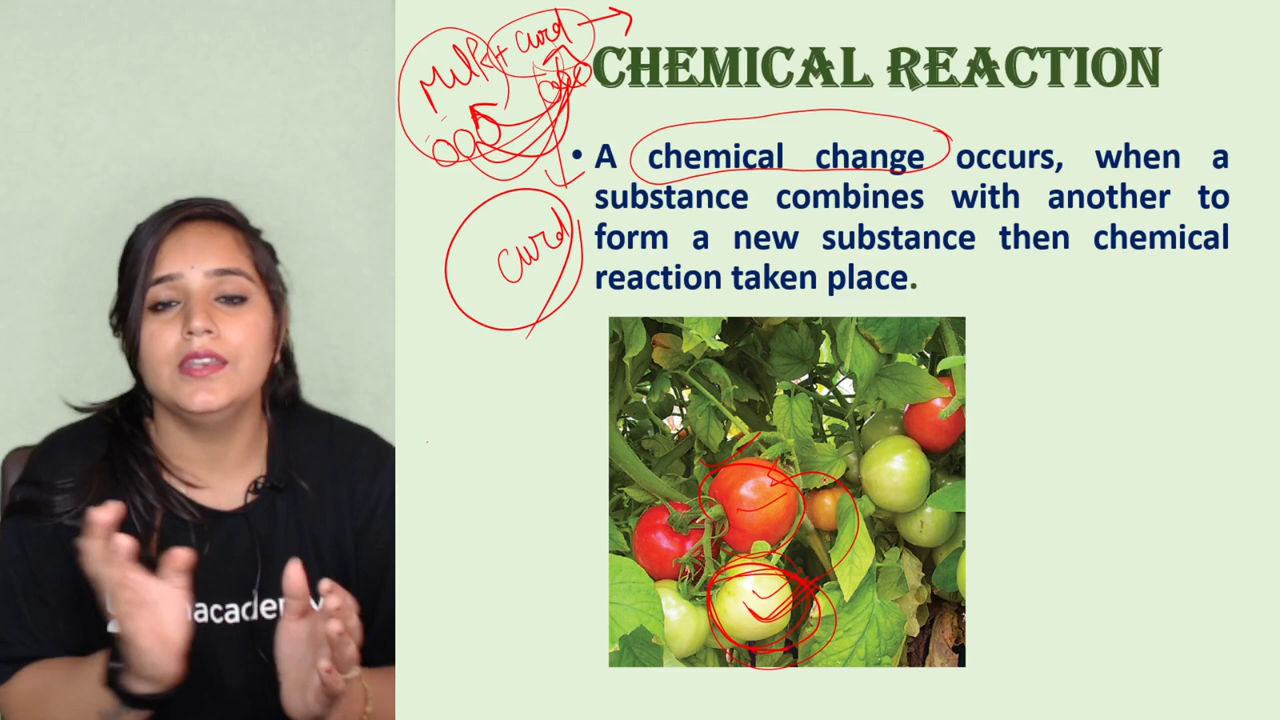 Milk + curd →
CHEMICAL REACTION
• A chemical change occurs, when a
substance combines with another to
form a new substance then chemical
reaction taken place.
curd
nacademy